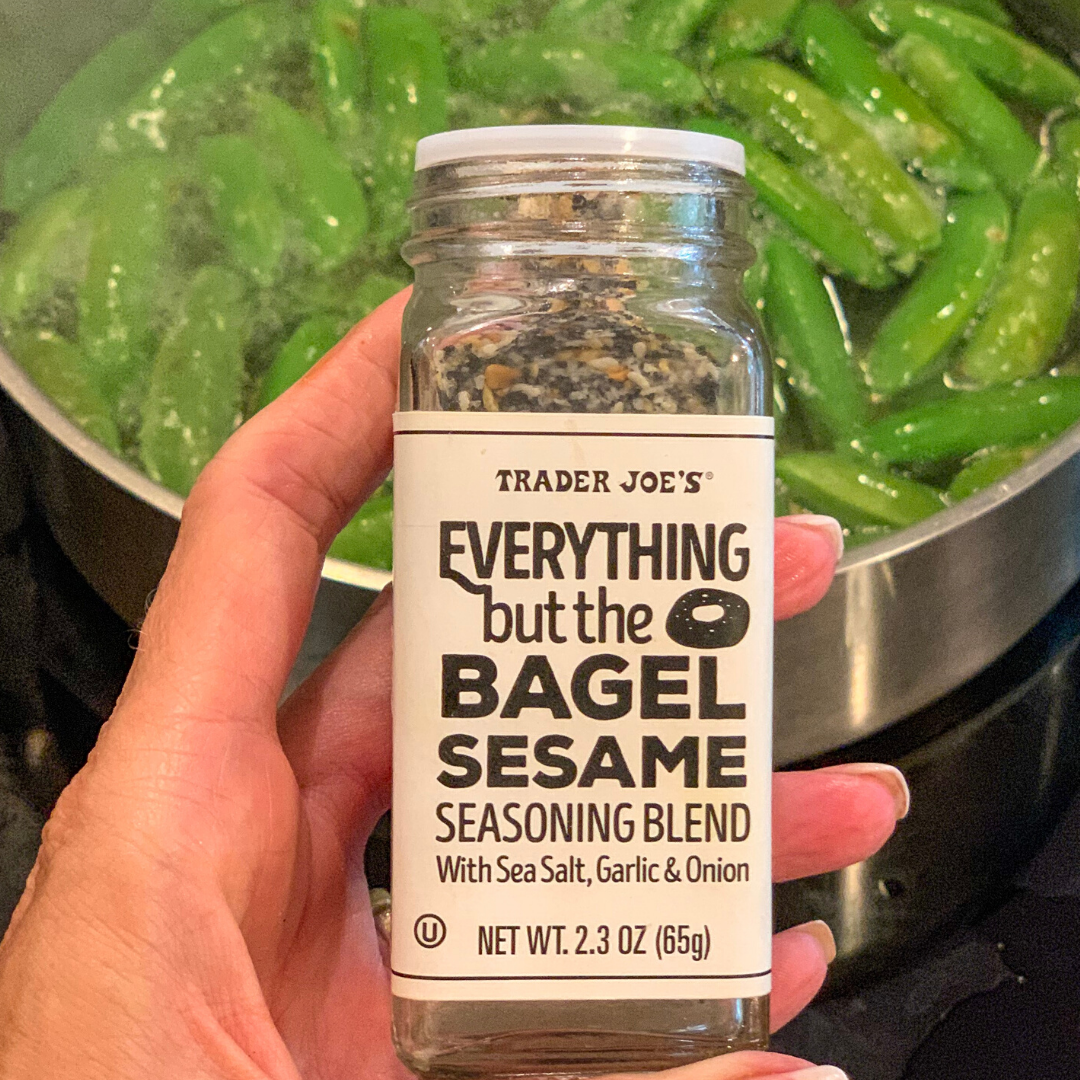 TRADER JOE'S®
EVERYTHING
but the
BAGEL
SESAME
SEASONING BLEND
With Sea Salt, Garlic & Onion
U NET WT. 2.3 OZ (65g)